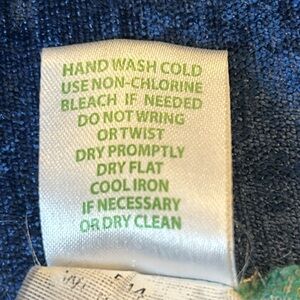 HAND WASH COLD
USE NON-CHLORINE
BLEACH IF NEEDED
DO NOT WRING
OR TWIST
DRY PROMPTLY
DRY FLAT
COOL IRON
IF NECESSARY
OR DRY CLEAN